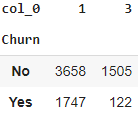 col_0 1 3
Churn
No 3658 1505
Yes 1747 122